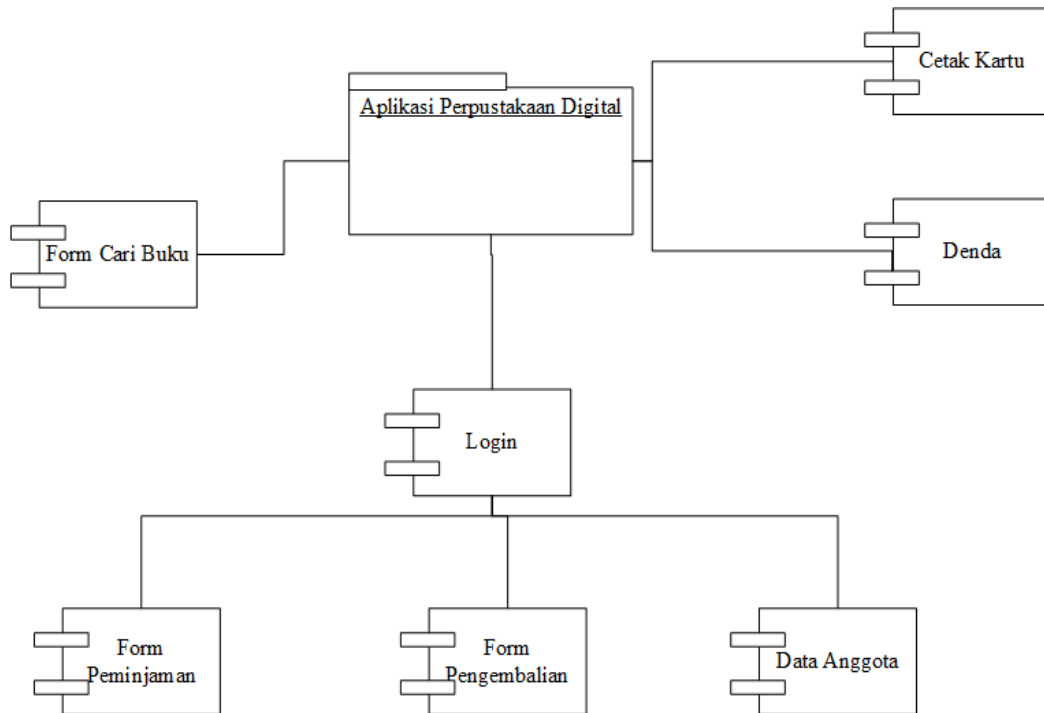 Cetak Kartu
Aplikasi Perpustakaan Digital
Form Cari Buku
Denda
Login
Form
Peminjaman
Form
Pengembalian
Data Anggota